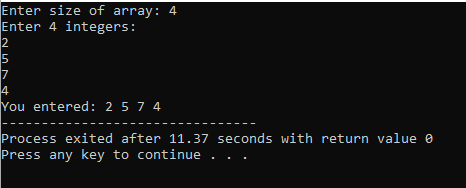 Enter size of array: 4
Enter 4 integers:
2
5
7
4
You entered: 2 5 7 4
--------------------------------
Process exited after 11.37 seconds with return value 0
Press any key to continue . . .